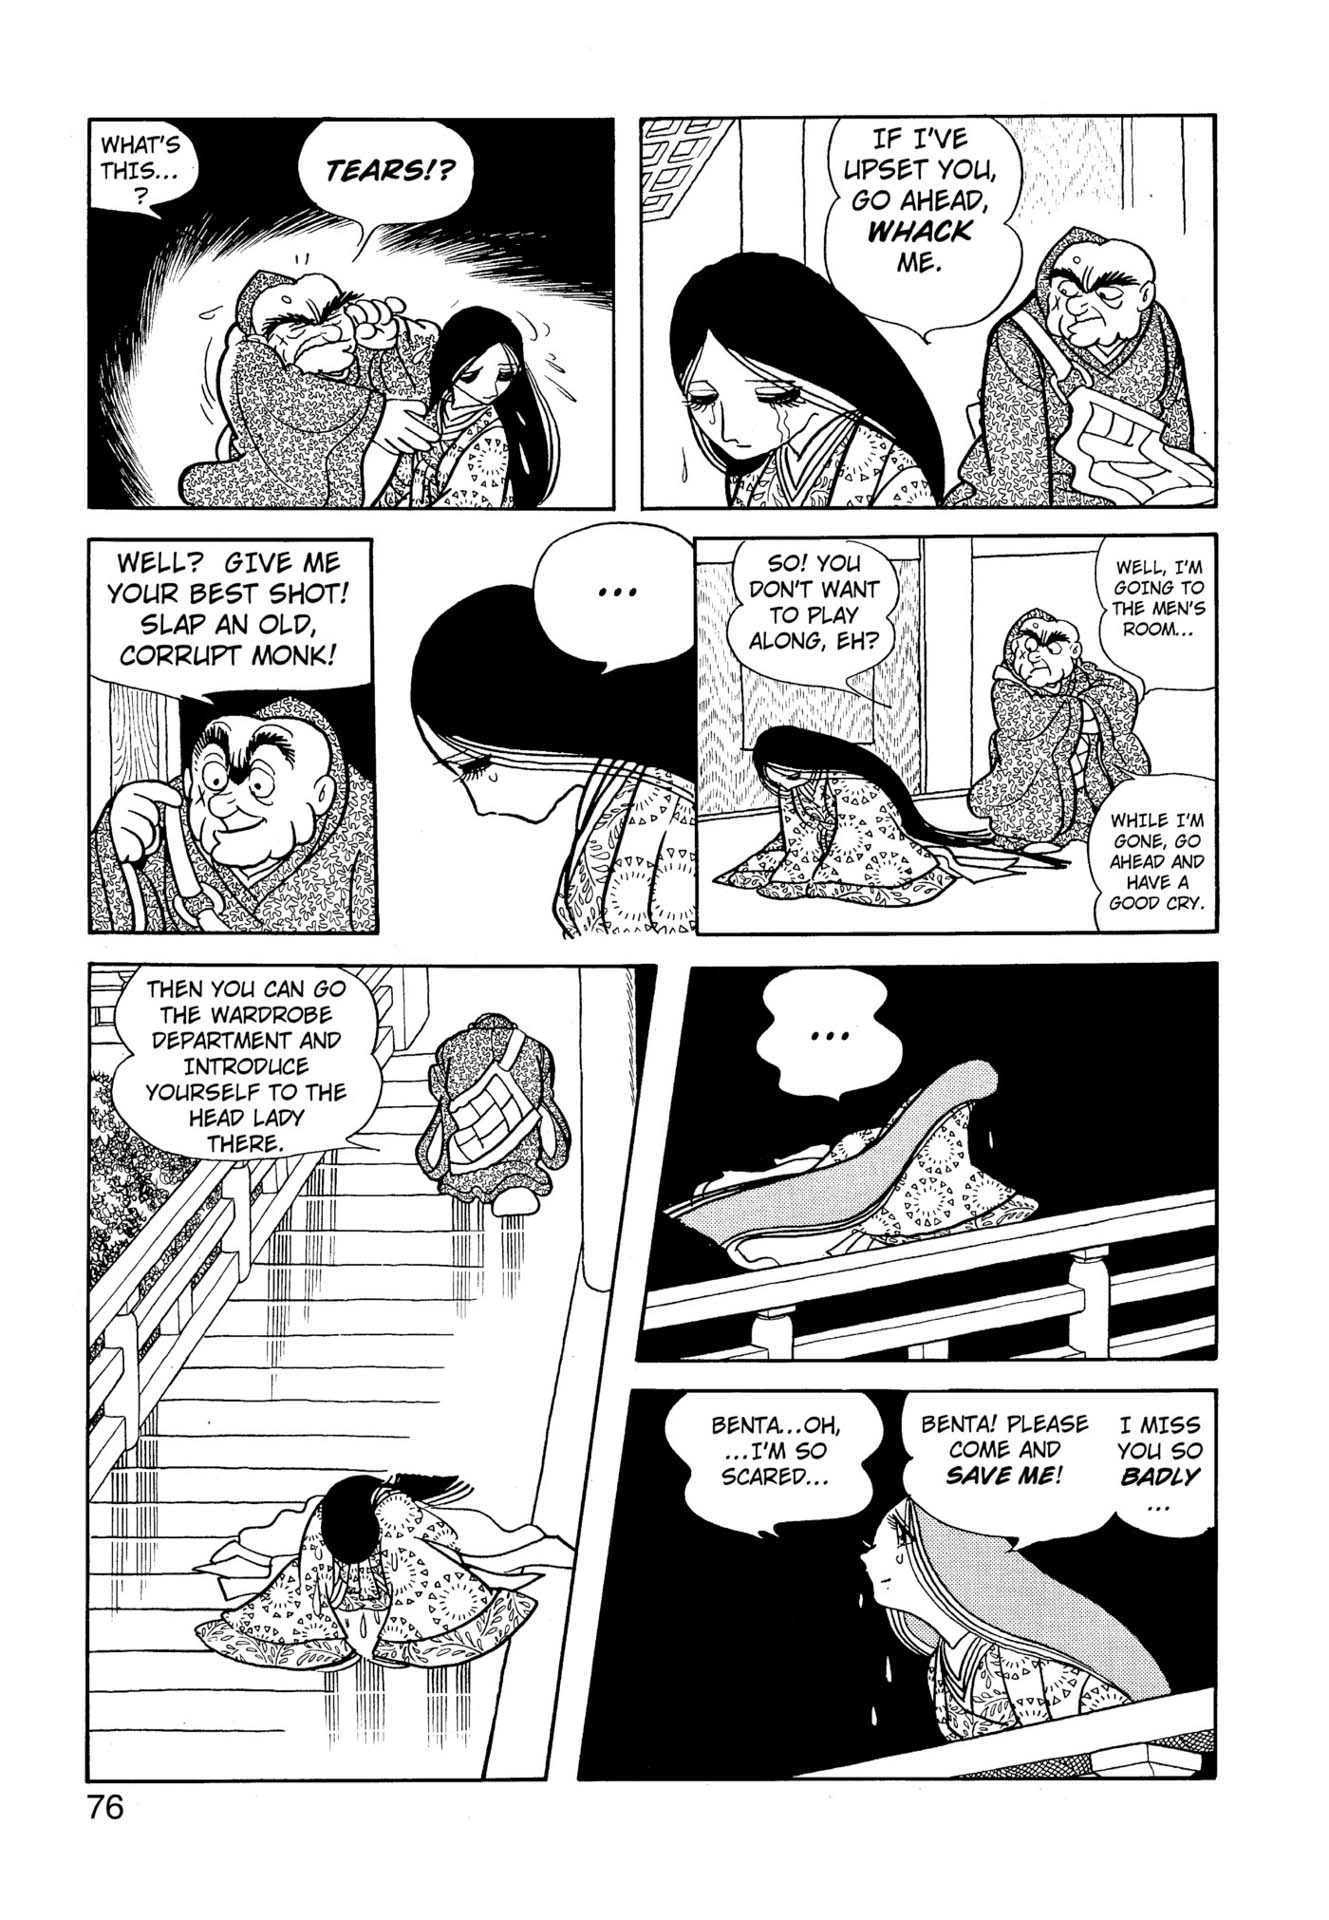 WHAT'S
THIS...
?
TEARS!?
IF I'VE
UPSET YOU,
GO AHEAD,
WHACK
ME.
WELL? GIVE ME
YOUR BEST SHOT!
SLAP AN OLD,
CORRUPT MONK!
...
SO! YOU
DON'T WANT
TO PLAY
ALONG, EH?
WELL, I'M
GOING TO
THE MEN'S
ROOM...
WHILE I'M
GONE, GO
AHEAD AND
HAVE A
GOOD CRY.
THEN YOU CAN GO
THE WARDROBE
DEPARTMENT AND
INTRODUCE
YOURSELF TO THE
HEAD LADY
THERE.
...
BENTA...OH,
...I'M SO
SCARED...
BENTA! PLEASE
COME AND
SAVE ME!
I MISS
YOU SO
BADLY
...
76